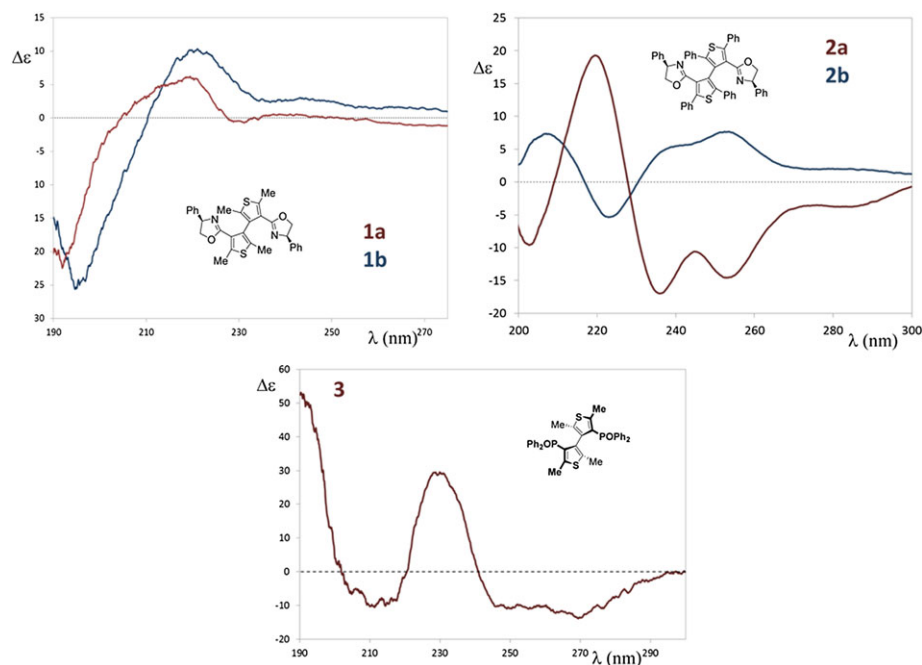 15
10
5
0
5
10
15
20
25
30
Δε
190
210
230
250
270
λ (nm)
1a
1b
Ph
N
O
S
Me
Me
O
N
Ph
S
Me
Me
25
20
15
10
5
0
-5
-10
-15
-20
Δε
200
220
240
260
280
300
λ (nm)
2a
2b
Ph
S
Ph
Ph
N
O
O
N
Ph
Ph
S
Ph
60
50
40
30
20
10
0
-10
-20
Δε
3
190
210
230
250
270
290
λ (nm)
S
Me
Me
POPh₂
Ph₂OP
Me
S
Me